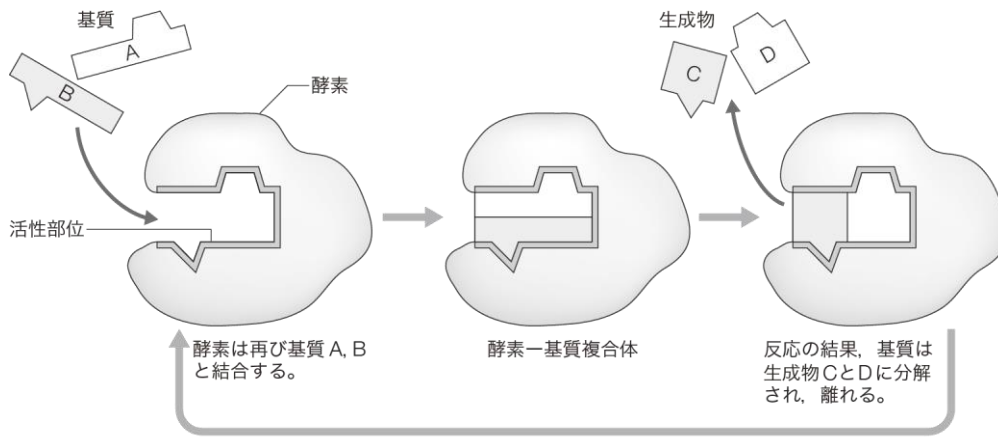 基質
A
B
酵素
活性部位
生成物
C
D
酵素は再び基質 A, B
と結合する。
酵素ー基質複合体
反応の結果，基質は
生成物CとDに分解
され，離れる。